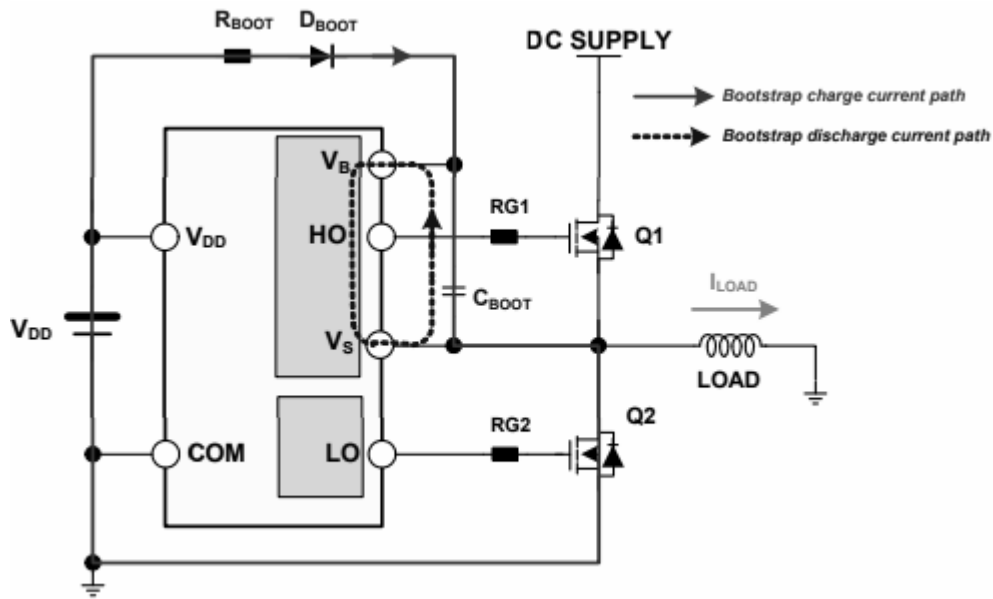 RBOOT DBOOT
DC SUPPLY
Bootstrap charge current path
Bootstrap discharge current path
VB
RG1
VDD
HO
Q1
ILOAD
CBOOT
VDD
VS
LOAD
Q2
RG2
COM
LO